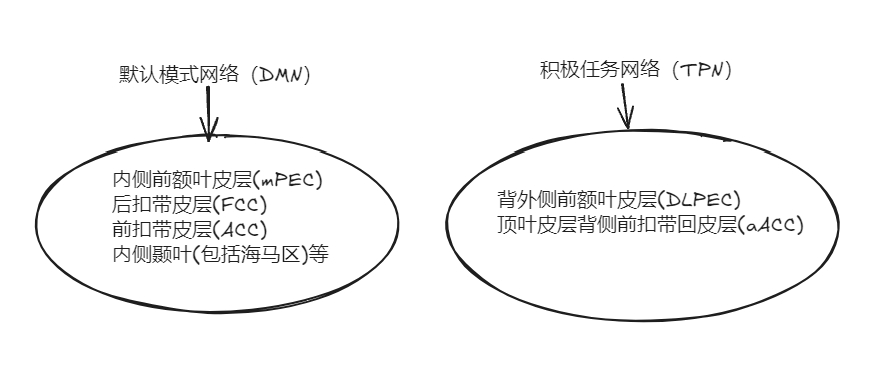 默认模式网络（DMN）
积极任务网络（TPN）
内侧前额叶皮层(mPEC)
后扣带皮层(FCC)
前扣带皮层(ACC)
内侧颞叶(包括海马区)等
背外侧前额叶皮层(DLPEC)
顶叶皮层背侧前扣带回皮层(aACC)